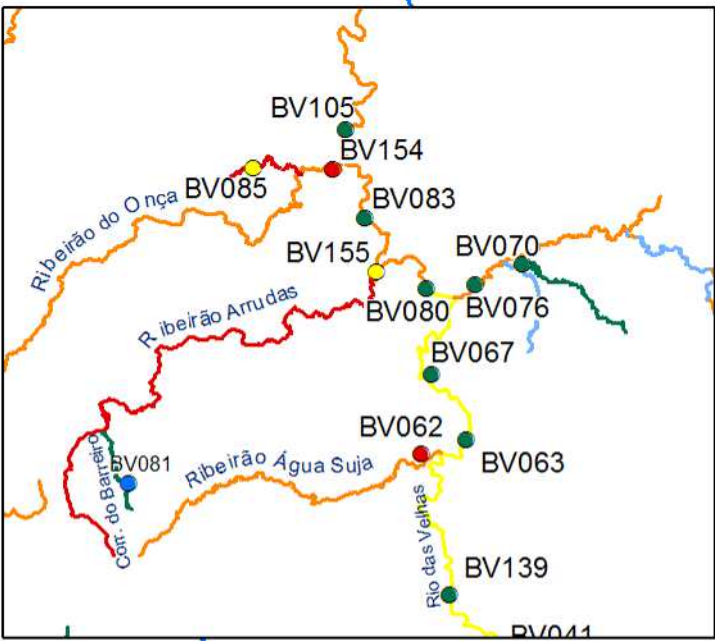 BV105
BV154
BV085
Ribeirão do Onça
BV083
BV155
BV070
BV080
BV076
Ribeirão Arrudas
BV067
BV062
BV063
Corr. do Barreiro
BV081
Ribeirão Água Suja
Rio das Velhas
BV139
BV041